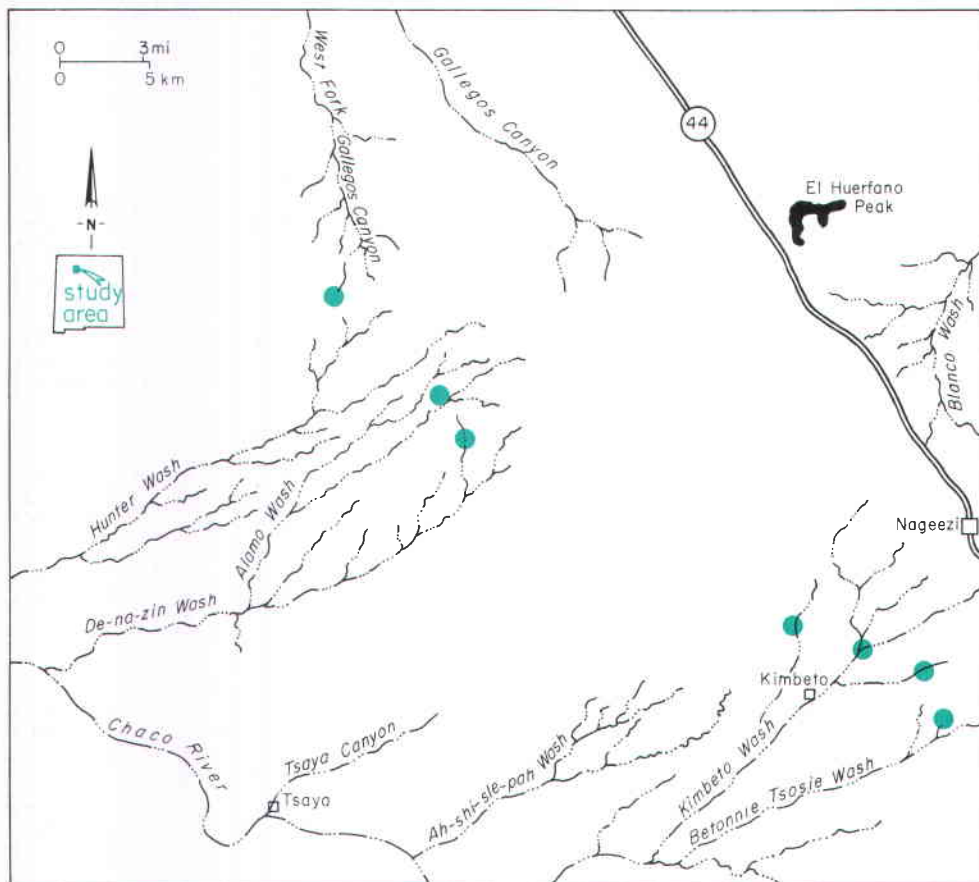 0 3mi
0 5 km
-N-
study
area
West Fork Gallegos Canyon
Gallegos Canyon
44
El Huerfano
Peak
Blanco Wash
Hunter Wash
Alamo Wash
De-na-zin Wash
Nageezi
Kimbeto
Chaco River
Tsaya Canyon
Tsaya
Ah-shi-sle-pah Wash
Kimbeto Wash
Betonnie Tsosie Wash